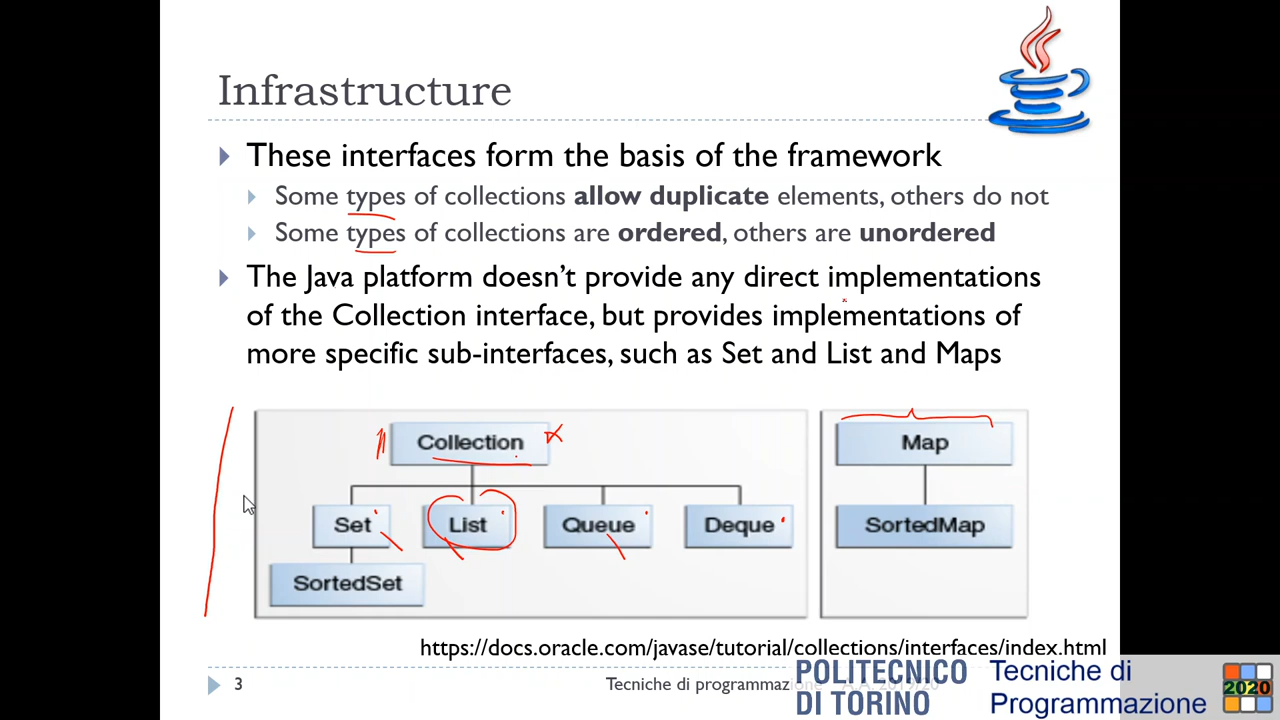 Infrastructure
These interfaces form the basis of the framework
Some types of collections allow duplicate elements, others do not
Some types of collections are ordered, others are unordered
The Java platform doesn't provide any direct implementations
of the Collection interface, but provides implementations of
more specific sub-interfaces, such as Set and List and Maps
Collection
Map
Set
List
Queue
Deque
SortedMap
SortedSet
https://docs.oracle.com/javase/tutorial/collections/interfaces/index.html
3
Tecniche di programmazione A.A. 2019/20
POLITECNICO
DI TORINO
Tecniche di
Programmazione
2020